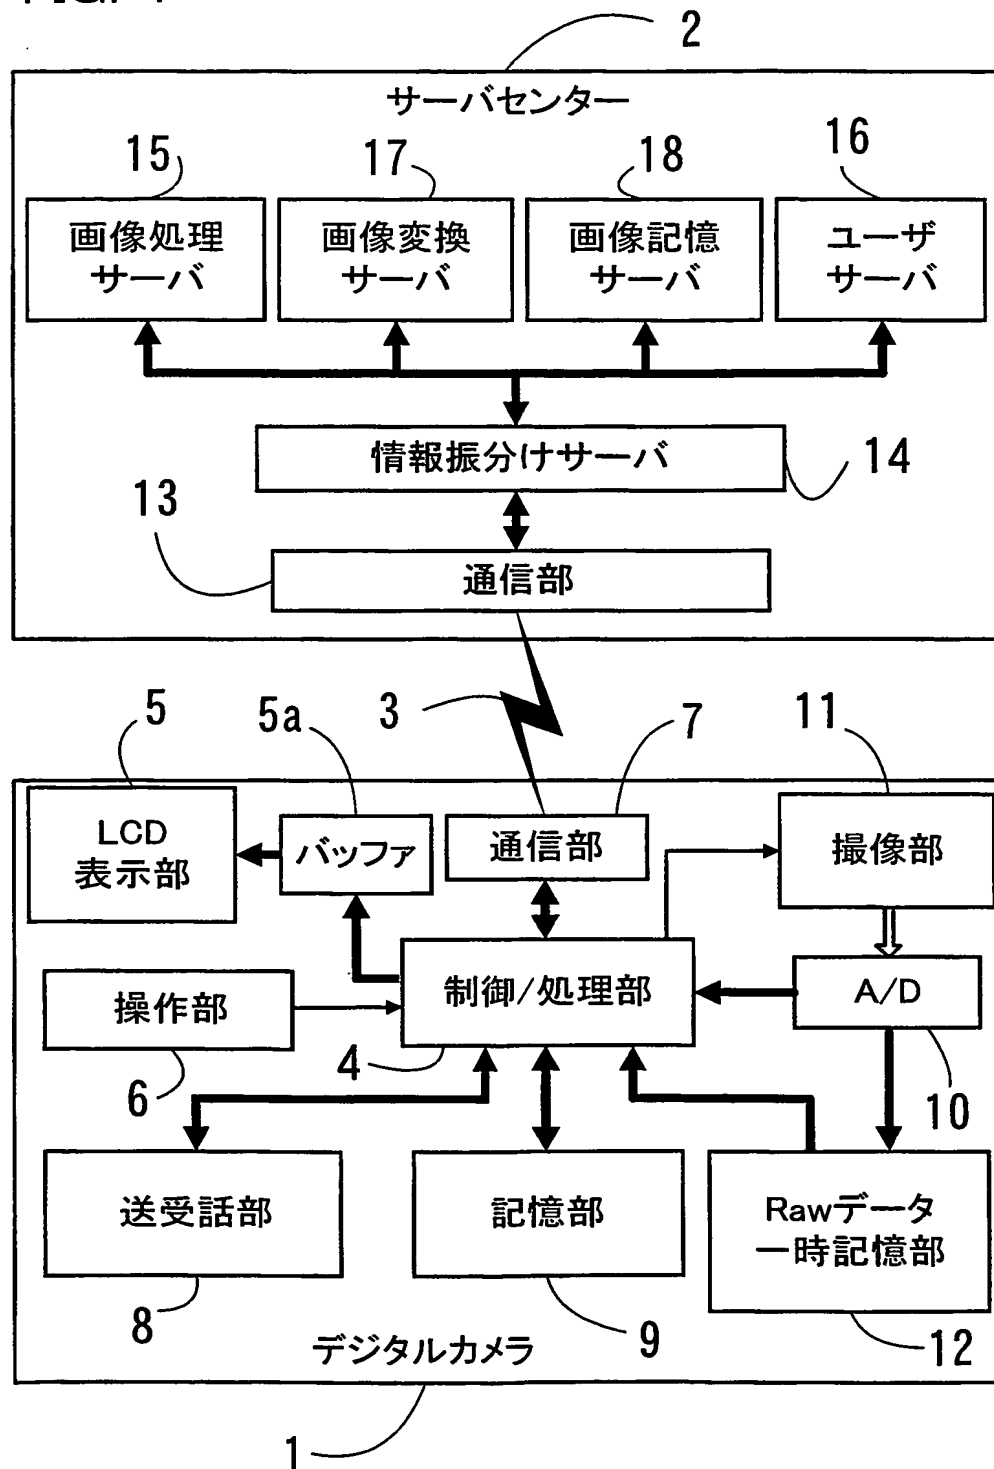 2
サーバセンター
15
17
18
16
画像処理
サーバ
画像変換
サーバ
画像記憶
サーバ
ユーザ
サーバ
情報振分けサーバ
14
13
通信部
3
5
5a
7
11
LCD
表示部
バッファ
通信部
撮像部
操作部
制御/処理部
A/D
6
4
10
送受話部
記憶部
Rawデータ
一時記憶部
8
9
12
デジタルカメラ
1